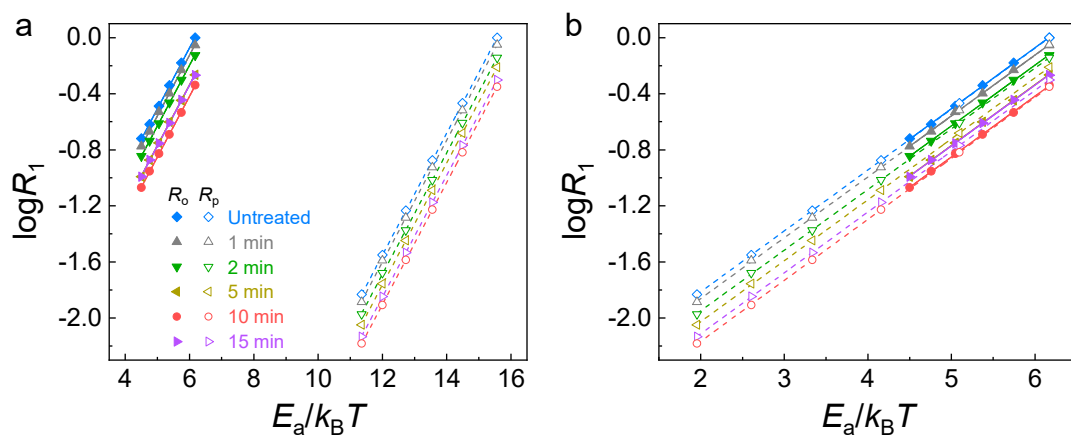 a
0.0
-0.4
-0.8
-1.2
-1.6
-2.0
logR₁
Rₒ Rₚ
Untreated
1 min
2 min
5 min
10 min
15 min
4 6 8 10 12 14 16
Eₐ/k_BT
b
0.0
-0.4
-0.8
-1.2
-1.6
-2.0
logR₁
2 3 4 5 6
Eₐ/k_BT